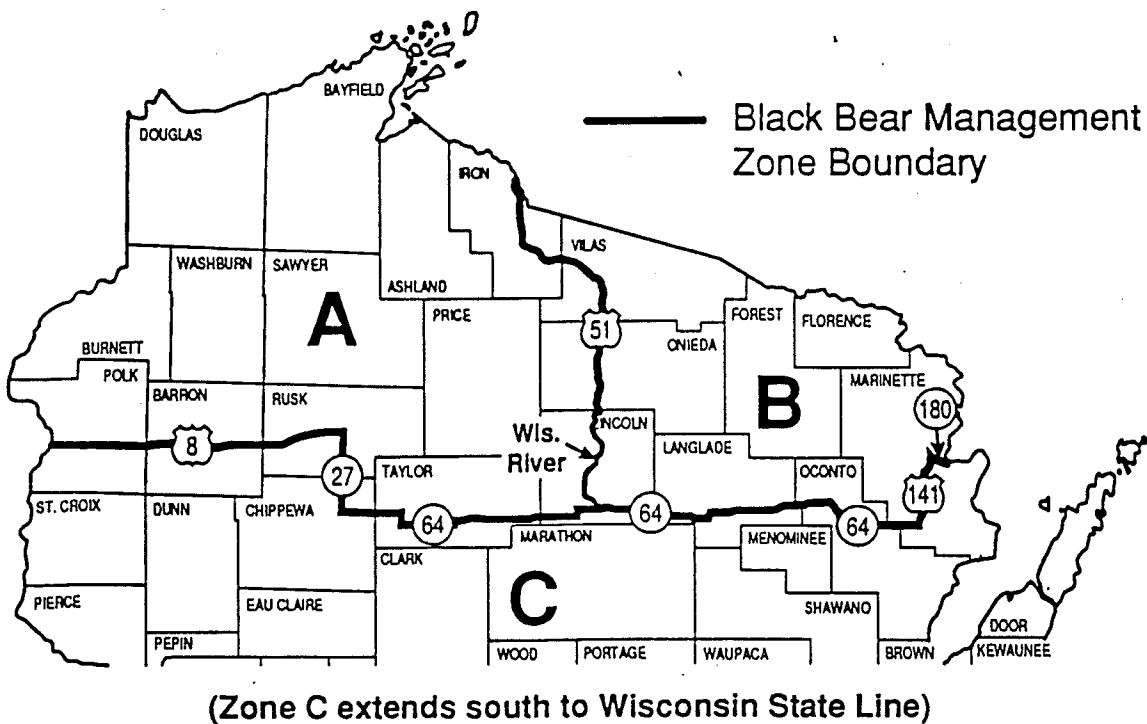 BAYFIELD
DOUGLAS
Black Bear Management
Zone Boundary
IRON
VILAS
WASHBURN
SAWYER
ASHLAND
A
PRICE
FOREST
FLORENCE
51
ONIEDA
BURNETT
POLK
BARRON
RUSK
MARINETTE
B
180
LINCOLN
8
Wis.
River
LANGLADE
27
TAYLOR
OCONTO
141
ST. CROIX
DUNN
CHIPPEWA
64
64
64
MARATHON
MENOMINEE
CLARK
C
PIERCE
EAU CLAIRE
SHAWANO
DOOR
PEPIN
WOOD
PORTAGE
WAUPACA
BROWN
KEWAUNEE
(Zone C extends south to Wisconsin State Line)